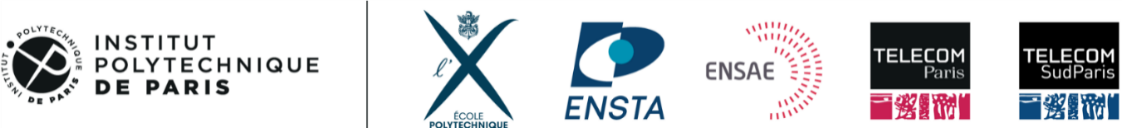 INSTITUT POLYTECHNIQUE DE PARIS
INSTITUT
POLYTECHNIQUE
DE PARIS
l'X
ÉCOLE
POLYTECHNIQUE
ENSTA
ENSAE
TELECOM
Paris
TELECOM
SudParis